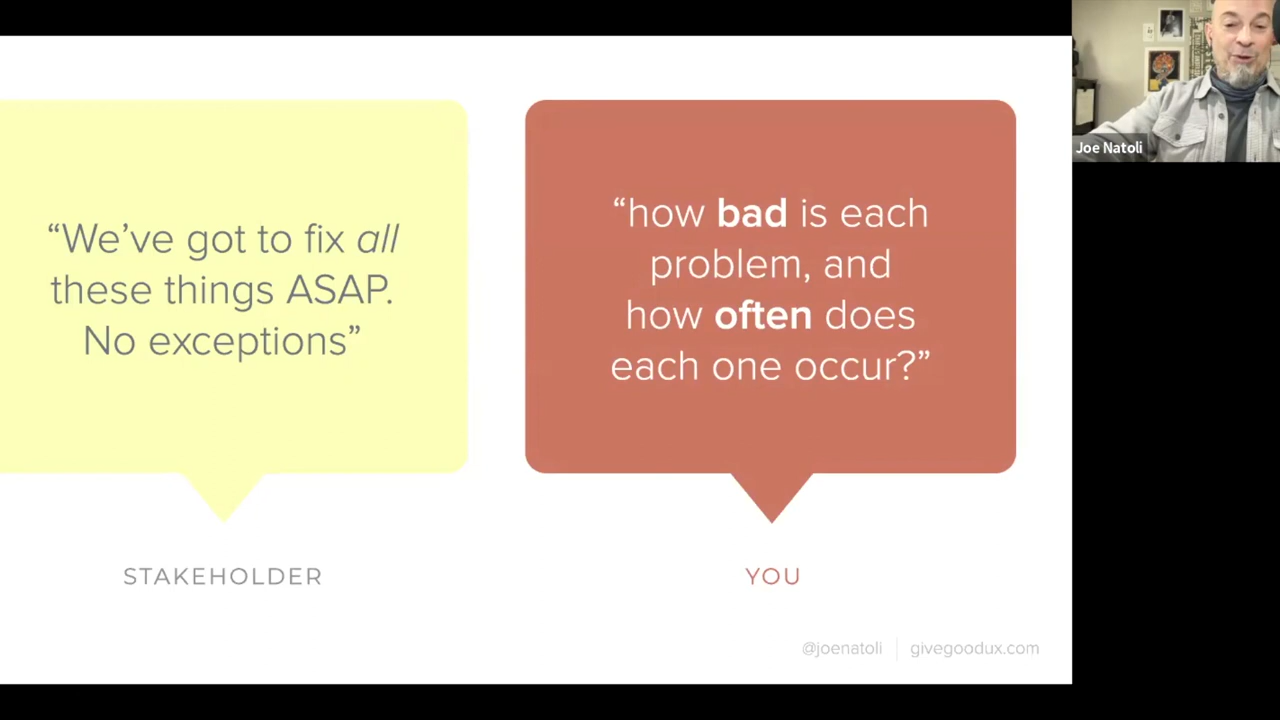 “We’ve got to fix all
these things ASAP.
No exceptions”
STAKEHOLDER
“how bad is each
problem, and
how often does
each one occur?”
YOU
@joenatoli
givegoodux.com
Joe Natoli